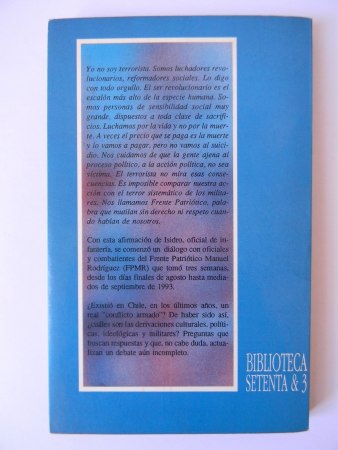 Yo no soy terrorista. Somos luchadores revo-
lucionarios, reformadores sociales. Lo digo
con todo orgullo. El ser revolucionario es el
escalón más alto de la especie humana. So-
mos personas de sensibilidad social muy
grande, dispuestos a toda clase de sacrifi-
cios. Luchamos por la vida y no por la muer-
te. A veces el precio que se paga es la muerte
y lo vamos a pagar, pero no vamos al suici-
dio. Nos cuidamos de que la gente ajena al
proceso político, a la acción política, no sea
víctima. El terrorista no mira esas conse-
cuencias. Es imposible comparar nuestra ac-
ción con el terror sistemático de los milita-
res. Nos llamamos Frente Patriótico, pala-
bra que mutilan sin derecho ni respeto cuan-
do hablan de nosotros.
Con esta afirmación de Isidro, oficial de in-
fantería, se comenzó un diálogo con oficiales
y combatientes del Frente Patriótico Manuel
Rodríguez (FPMR) que tomó tres semanas,
desde los días finales de agosto hasta media-
dos de septiembre de 1993.
¿Existió en Chile, en los últimos años, un
real "conflicto armado"? De haber sido así,
¿cuáles son las derivaciones culturales, políti-
cas, ideológicas y militares? Preguntas que
buscan respuestas y que, no cabe duda, actua-
lizan un debate aún incompleto.
BIBLIOTECA
SETENTA & 3